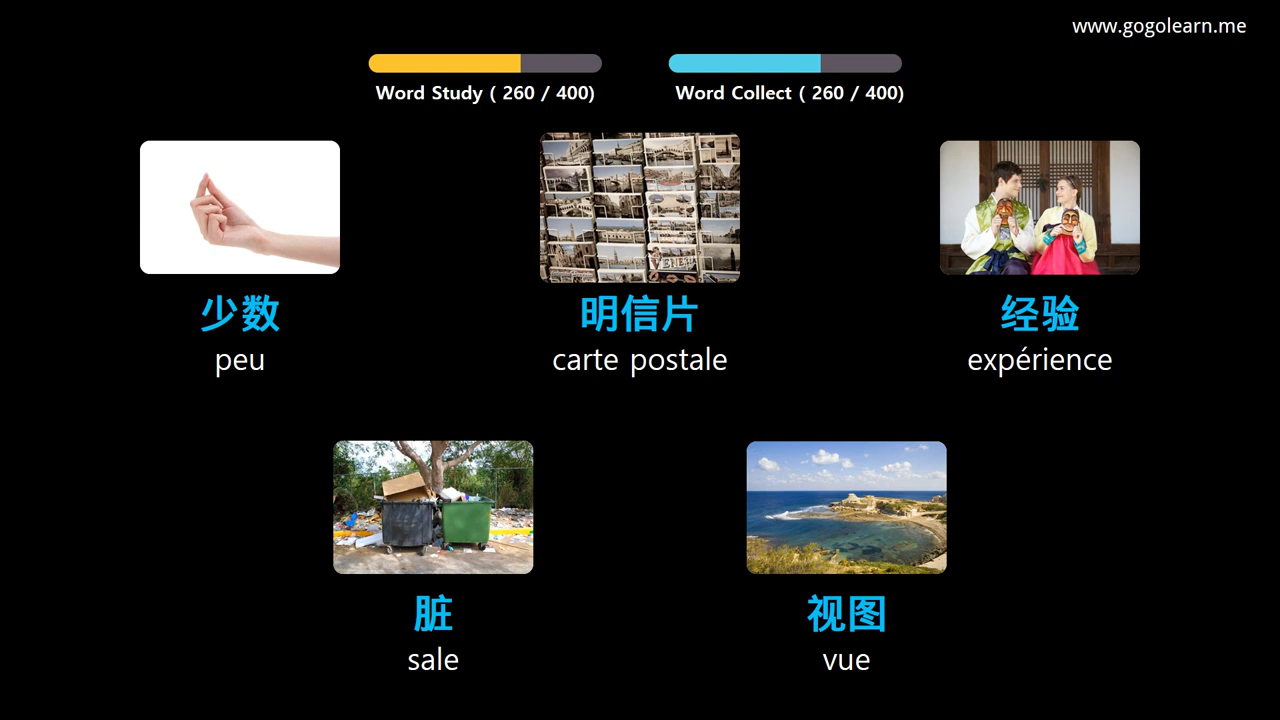 www.gogolearn.me
Word Study ( 260 / 400)
Word Collect ( 260 / 400)
少数
peu
明信片
carte postale
经验
expérience
脏
sale
视图
vue